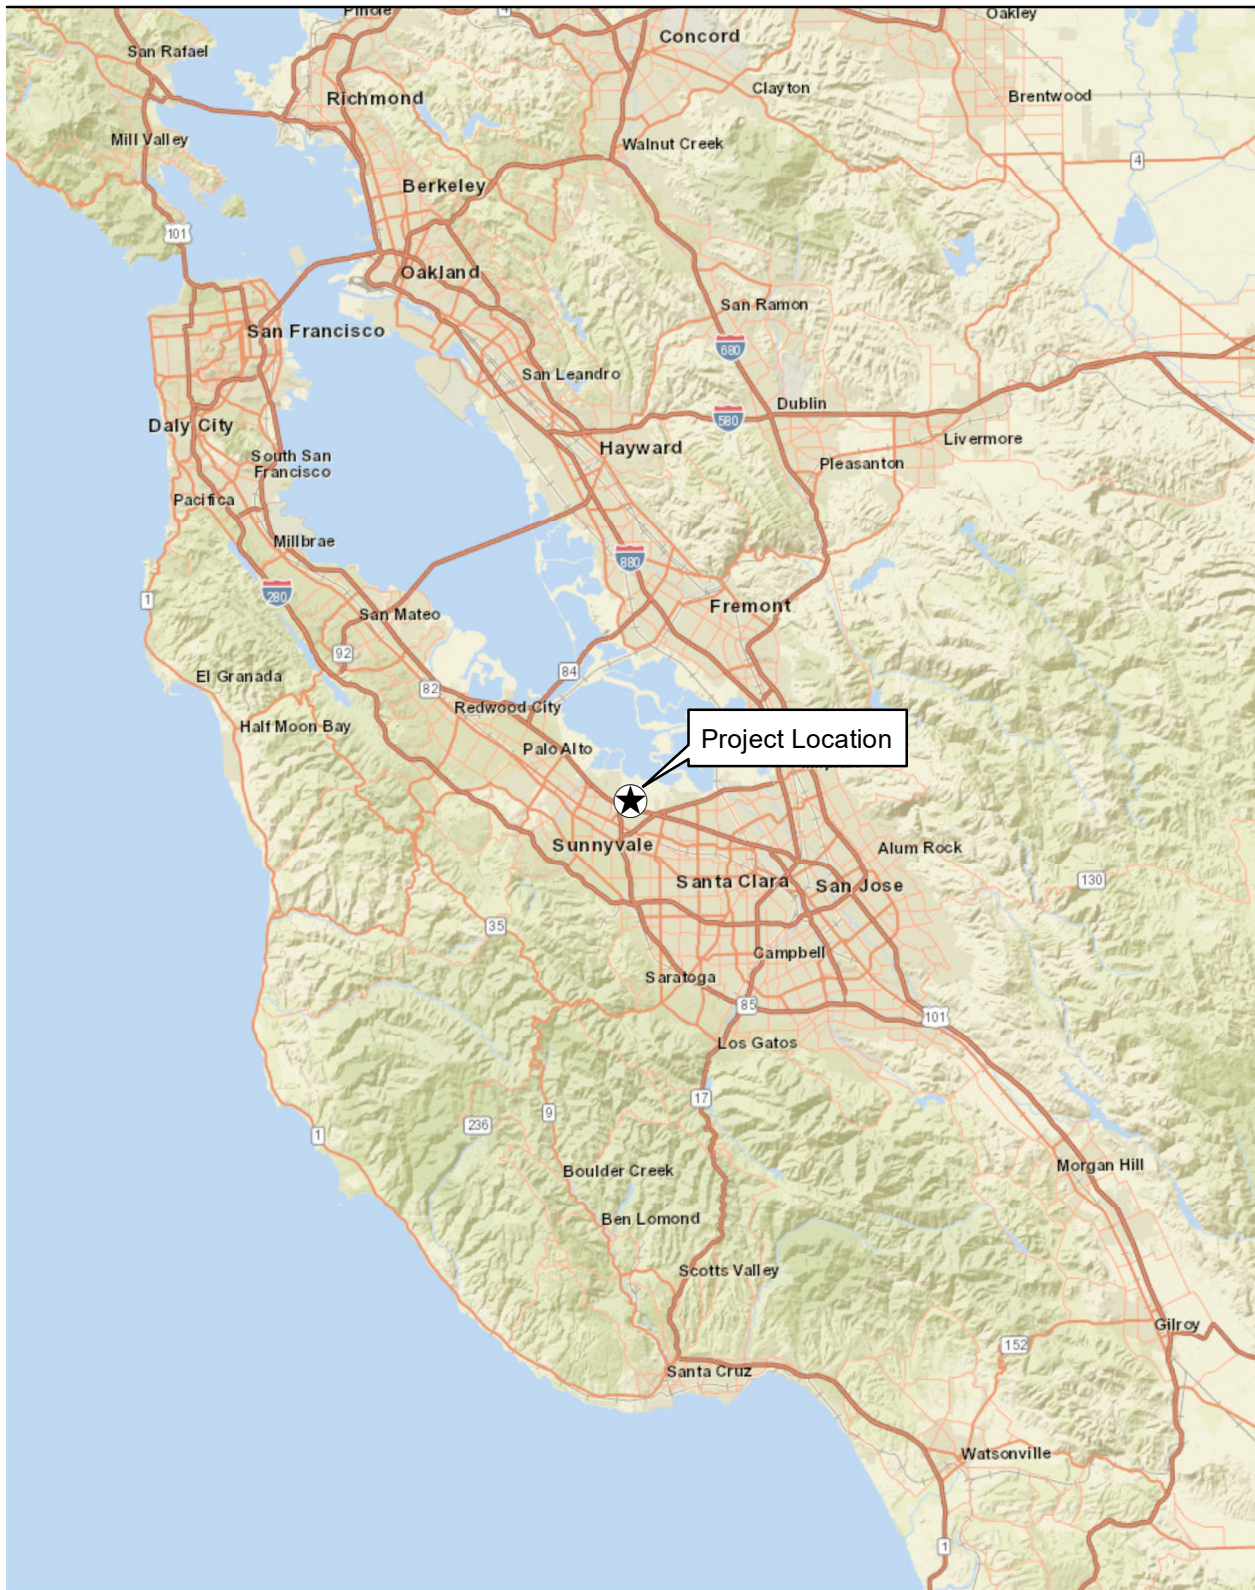 Pinole
4
Oakley
Concord
San Rafael
Clayton
Richmond
Brentwood
Mill Valley
Walnut Creek
4
Berkeley
101
Oakland
San Ramon
San Francisco
680
San Leandro
Dublin
580
Daly City
Livermore
Hayward
South San
Francisco
Pleasanton
Pacifica
Millbrae
880
280
1
Fremont
San Mateo
92
84
El Granada
82
Redwood City
Half Moon Bay
Project Location
Palo Alto
Sunnyvale
Alum Rock
Santa Clara
San Jose
130
35
Campbell
Saratoga
85
101
Los Gatos
17
9
236
1
Morgan Hill
Boulder Creek
Ben Lomond
Scotts Valley
Gilroy
152
Santa Cruz
Watsonville
1